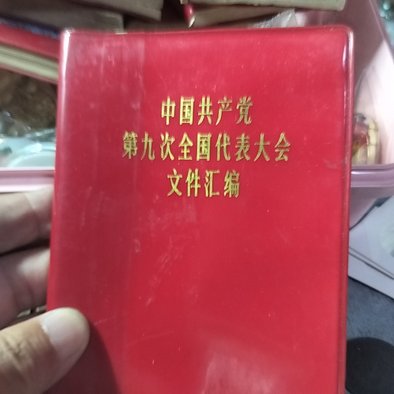 中国共产党
第九次全国代表大会
文件汇编